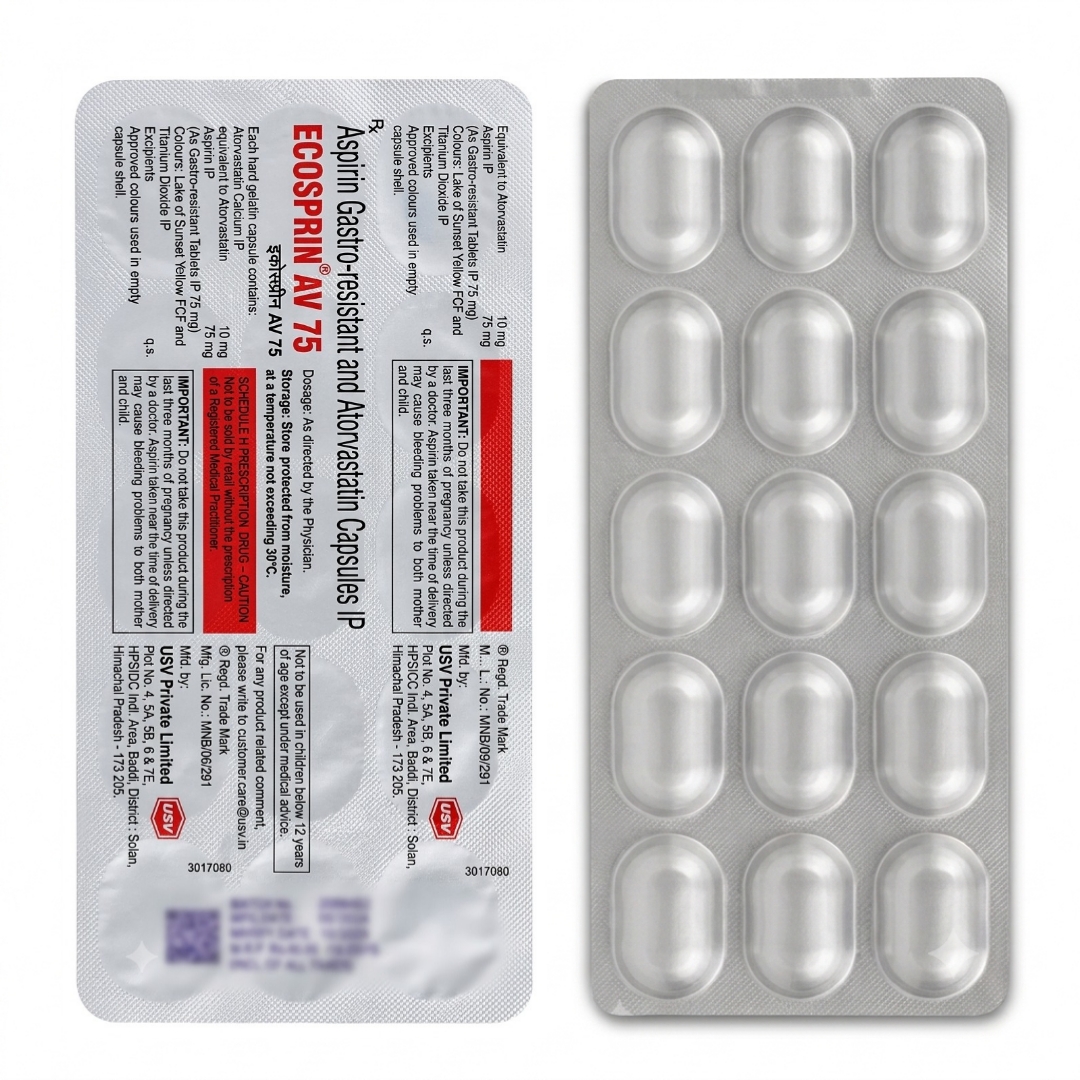 Equivalent to Atorvastatin 10 mg
Aspirin IP 75 mg
(As Gastro-resistant Tablets IP 75 mg)
Colours: Lake of Sunset Yellow FCF and
Titanium Dioxide IP
Excipients q.s.
Approved colours used in empty
capsule shell.
IMPORTANT: Do not take this product during the
last three months of pregnancy unless directed
by a doctor. Aspirin taken near the time of delivery
may cause bleeding problems to both mother
and child.
® Regd. Trade Mark
M... L.: No.: MNB/09/291
Mfd. by:
USV Private Limited
Plot No. 4, 5A, 5B, 6 & 7E,
HPSICC Indl. Area, Baddi, District : Solan,
Himachal Pradesh - 173 205.
USV
3017080
Rx
Aspirin Gastro-resistant and Atorvastatin Capsules IP
ECOSPRIN® AV 75
इकोस्प्रीन AV 75
Each hard gelatin capsule contains:
Atorvastatin Calcium IP
equivalent to Atorvastatin 10 mg
Aspirin IP 75 mg
(As Gastro-resistant Tablets IP 75 mg)
Colours: Lake of Sunset Yellow FCF and
Titanium Dioxide IP
Excipients q.s.
Approved colours used in empty
capsule shell.
Dosage: As directed by the Physician.
Storage: Store protected from moisture,
at a temperature not exceeding 30°C.
SCHEDULE H PRESCRIPTION DRUG – CAUTION
Not to be sold by retail without the prescription
of a Registered Medical Practitioner.
IMPORTANT: Do not take this product during the
last three months of pregnancy unless directed
by a doctor. Aspirin taken near the time of delivery
may cause bleeding problems to both mother
and child.
Not to be used in children below 12 years
of age except under medical advice.
For any product related comment,
please write to customer.care@usv.in
® Regd. Trade Mark
Mfg. Lic. No.: MNB/06/291
Mfd. by:
USV Private Limited
Plot No. 4, 5A, 5B, 6 & 7E,
HPSIDC Indl. Area, Baddi, District : Solan,
Himachal Pradesh - 173 205.
USV
3017080